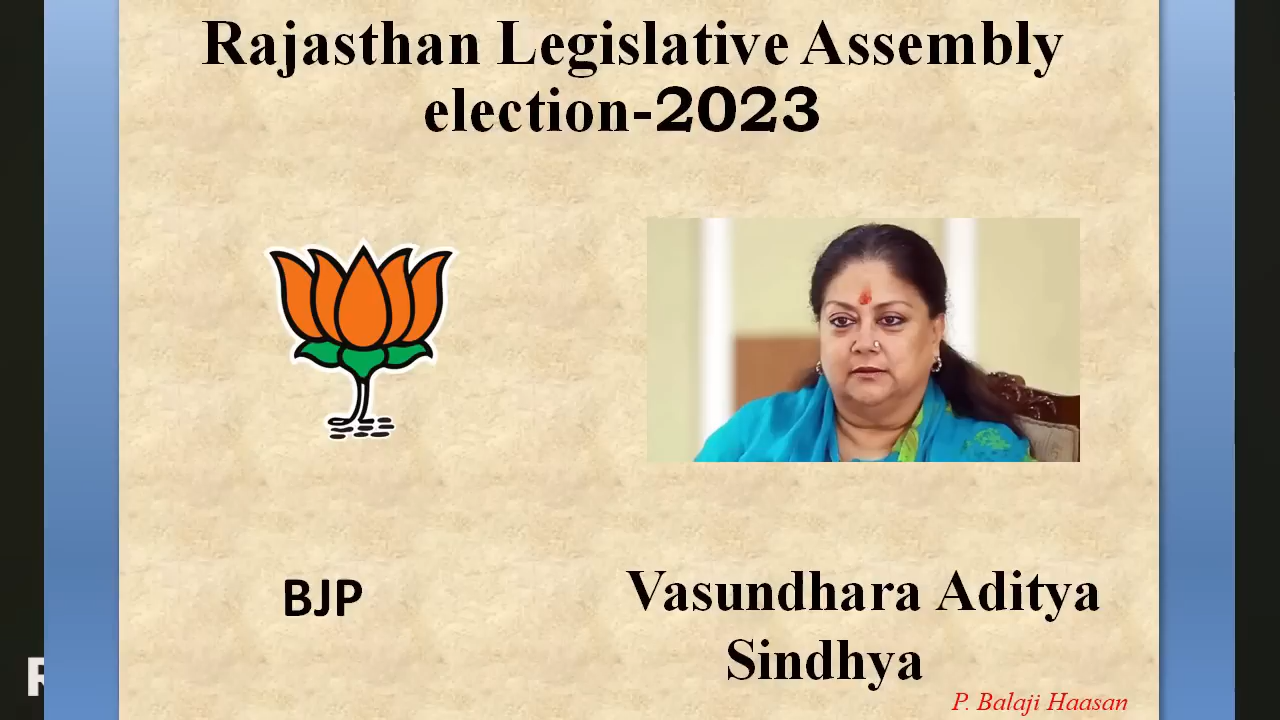 Rajasthan Legislative Assembly
election-2023
BJP
Vasundhara Aditya
Sindhya
P. Balaji Haasan